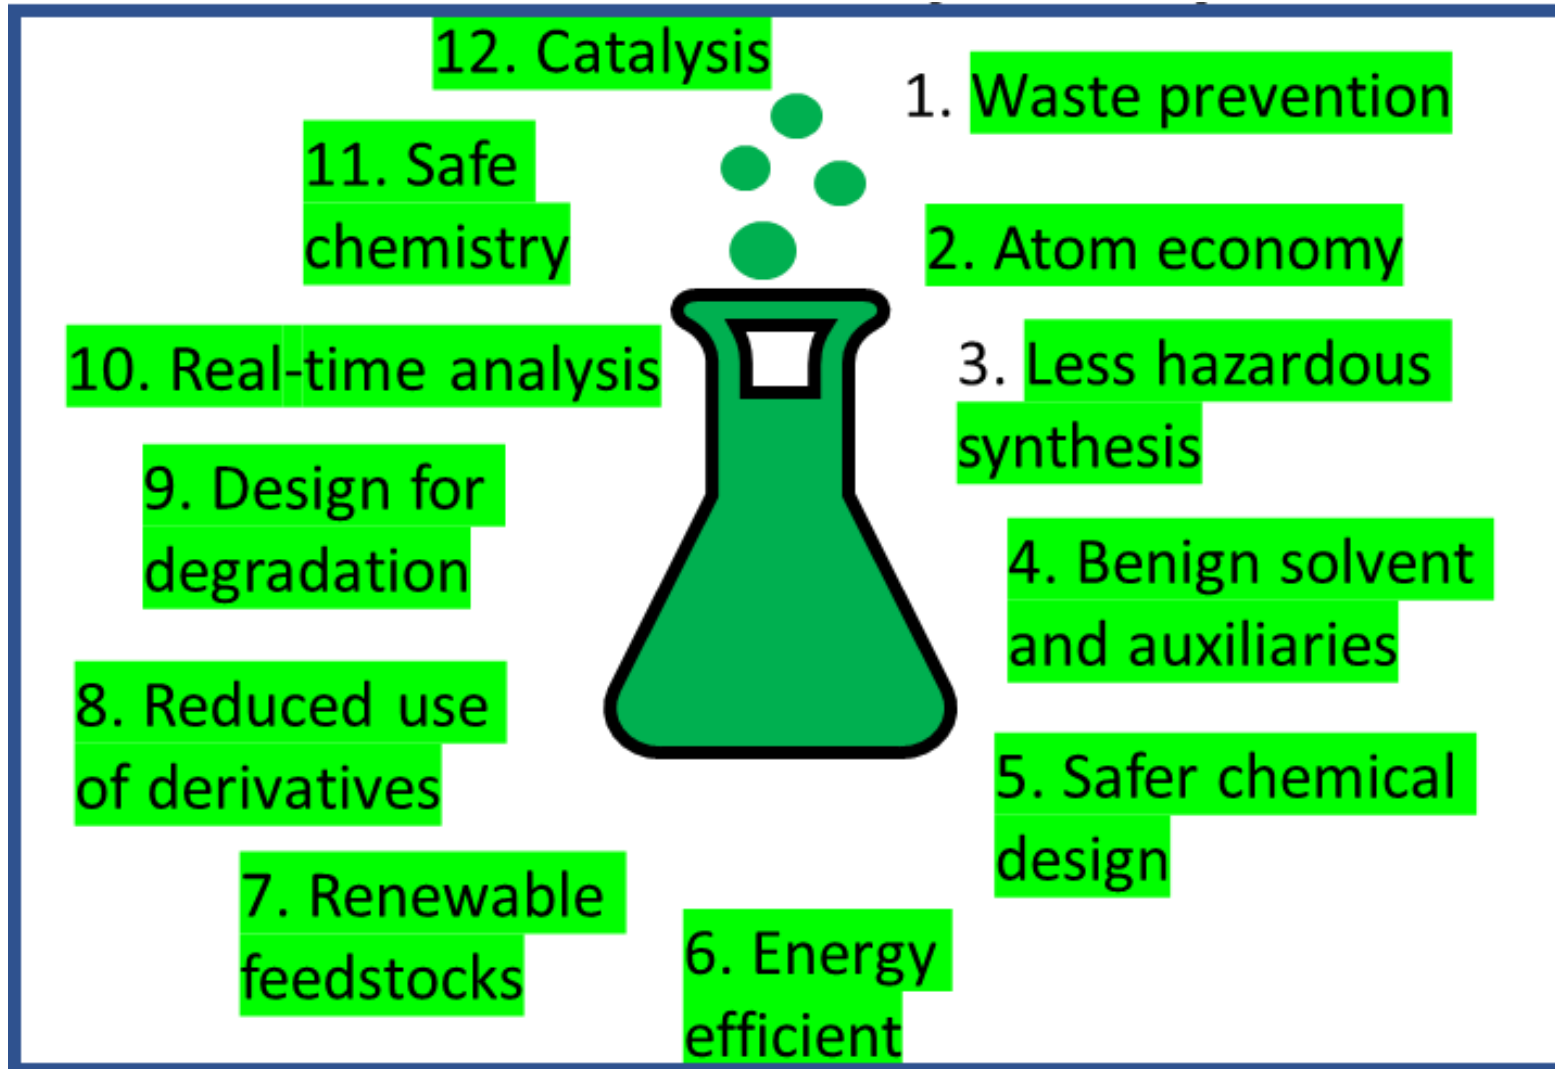 1. Waste prevention
2. Atom economy
3. Less hazardous
synthesis
4. Benign solvent
and auxiliaries
5. Safer chemical
design
6. Energy
efficient
7. Renewable
feedstocks
8. Reduced use
of derivatives
9. Design for
degradation
10. Real-time analysis
11. Safe
chemistry
12. Catalysis